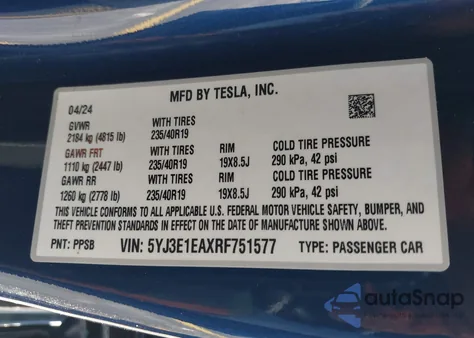 MFD BY TESLA, INC.
04/24
GVWR WITH TIRES
2184 kg (4815 lb) 235/40R19
GAWR FRT WITH TIRES RIM COLD TIRE PRESSURE
1110 kg (2447 lb) 235/40R19 19X8.5J 290 kPa, 42 psi
GAWR RR WITH TIRES RIM COLD TIRE PRESSURE
1260 kg (2778 lb) 235/40R19 19X8.5J 290 kPa, 42 psi
THIS VEHICLE CONFORMS TO ALL APPLICABLE U.S. FEDERAL MOTOR VEHICLE SAFETY, BUMPER, AND
THEFT PREVENTION STANDARDS IN EFFECT ON THE DATE OF MANUFACTURE SHOWN ABOVE.
PNT: PPSB VIN: 5YJ3E1EAXRF751577 TYPE: PASSENGER CAR
autoSnap